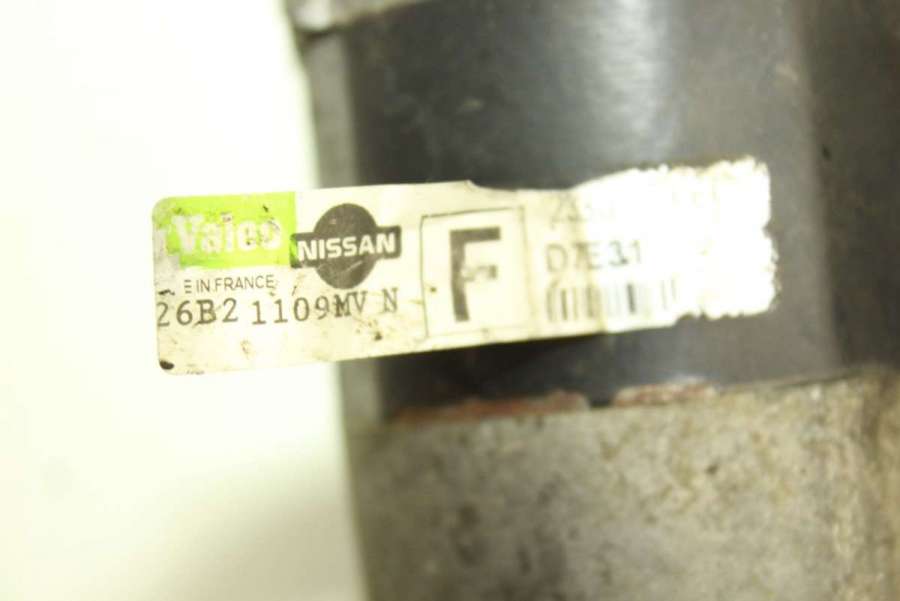 Valeo
NISSAN
E IN FRANCE
26B2 1109MV N
F
D7E31